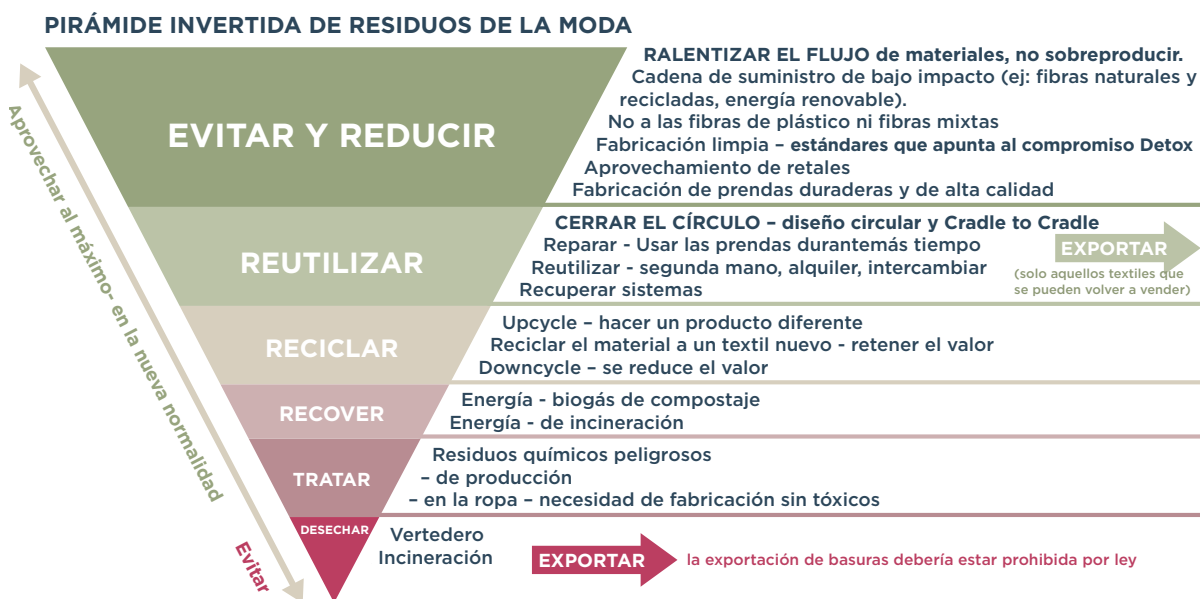 PIRÁMIDE INVERTIDA DE RESIDUOS DE LA MODA
Aprovechar al máximo- en la nueva normalidad
Evitar
EVITAR Y REDUCIR
RALENTIZAR EL FLUJO de materiales, no sobreproducir.
Cadena de suministro de bajo impacto (ej: fibras naturales y
recicladas, energía renovable).
No a las fibras de plástico ni fibras mixtas
Fabricación limpia – estándares que apunta al compromiso Detox
Aprovechamiento de retales
Fabricación de prendas duraderas y de alta calidad
REUTILIZAR
CERRAR EL CÍRCULO – diseño circular y Cradle to Cradle
Reparar - Usar las prendas durantemás tiempo
Reutilizar - segunda mano, alquiler, intercambiar
Recuperar sistemas
EXPORTAR
(solo aquellos textiles que
se pueden volver a vender)
RECICLAR
Upcycle – hacer un producto diferente
Reciclar el material a un textil nuevo - retener el valor
Downcycle – se reduce el valor
RECOVER
Energía - biogás de compostaje
Energía - de incineración
TRATAR
Residuos químicos peligrosos
– de producción
– en la ropa – necesidad de fabricación sin tóxicos
DESECHAR
Vertedero
Incineración
EXPORTAR
la exportación de basuras debería estar prohibida por ley